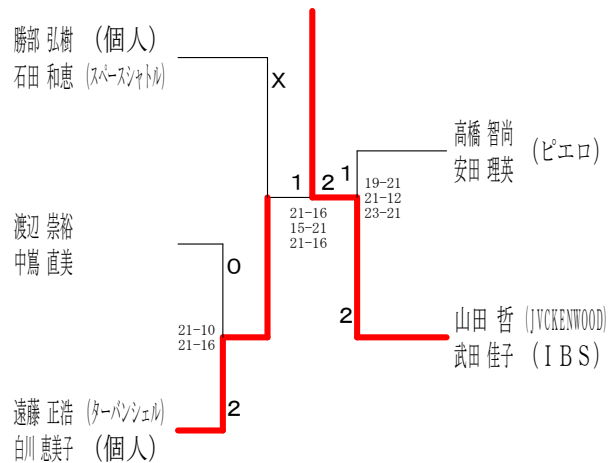 勝部 弘樹 (個人)
石田 和恵 (スペースシャトル)
X
高橋 智尚
安田 理英
(ピエロ)
1
19-21
21-12
23-21
1 2
21-16
15-21
21-16
渡辺 崇裕
中嶌 直美
0
21-10
21-16
2
山田 哲 (JVCKENWOOD)
武田 佳子 (IBS)
遠藤 正浩 (ターバンシェル)
白川 恵美子 (個人)
2